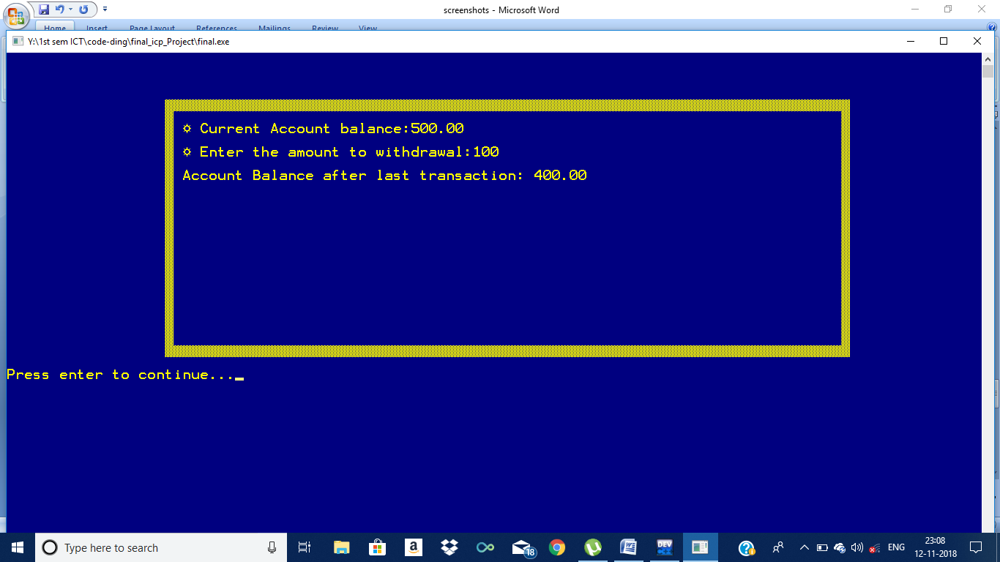 screenshots - Microsoft Word
Home Insert Page Layout References Mailings Review View
Y:\1st sem ICT\code-ding\final_icp_Project\final.exe
¤ Current Account balance:500.00
¤ Enter the amount to withdrawal:100
Account Balance after last transaction: 400.00
Press enter to continue..._
Type here to search
a
18
W
DEV
ENG
23:08
12-11-2018